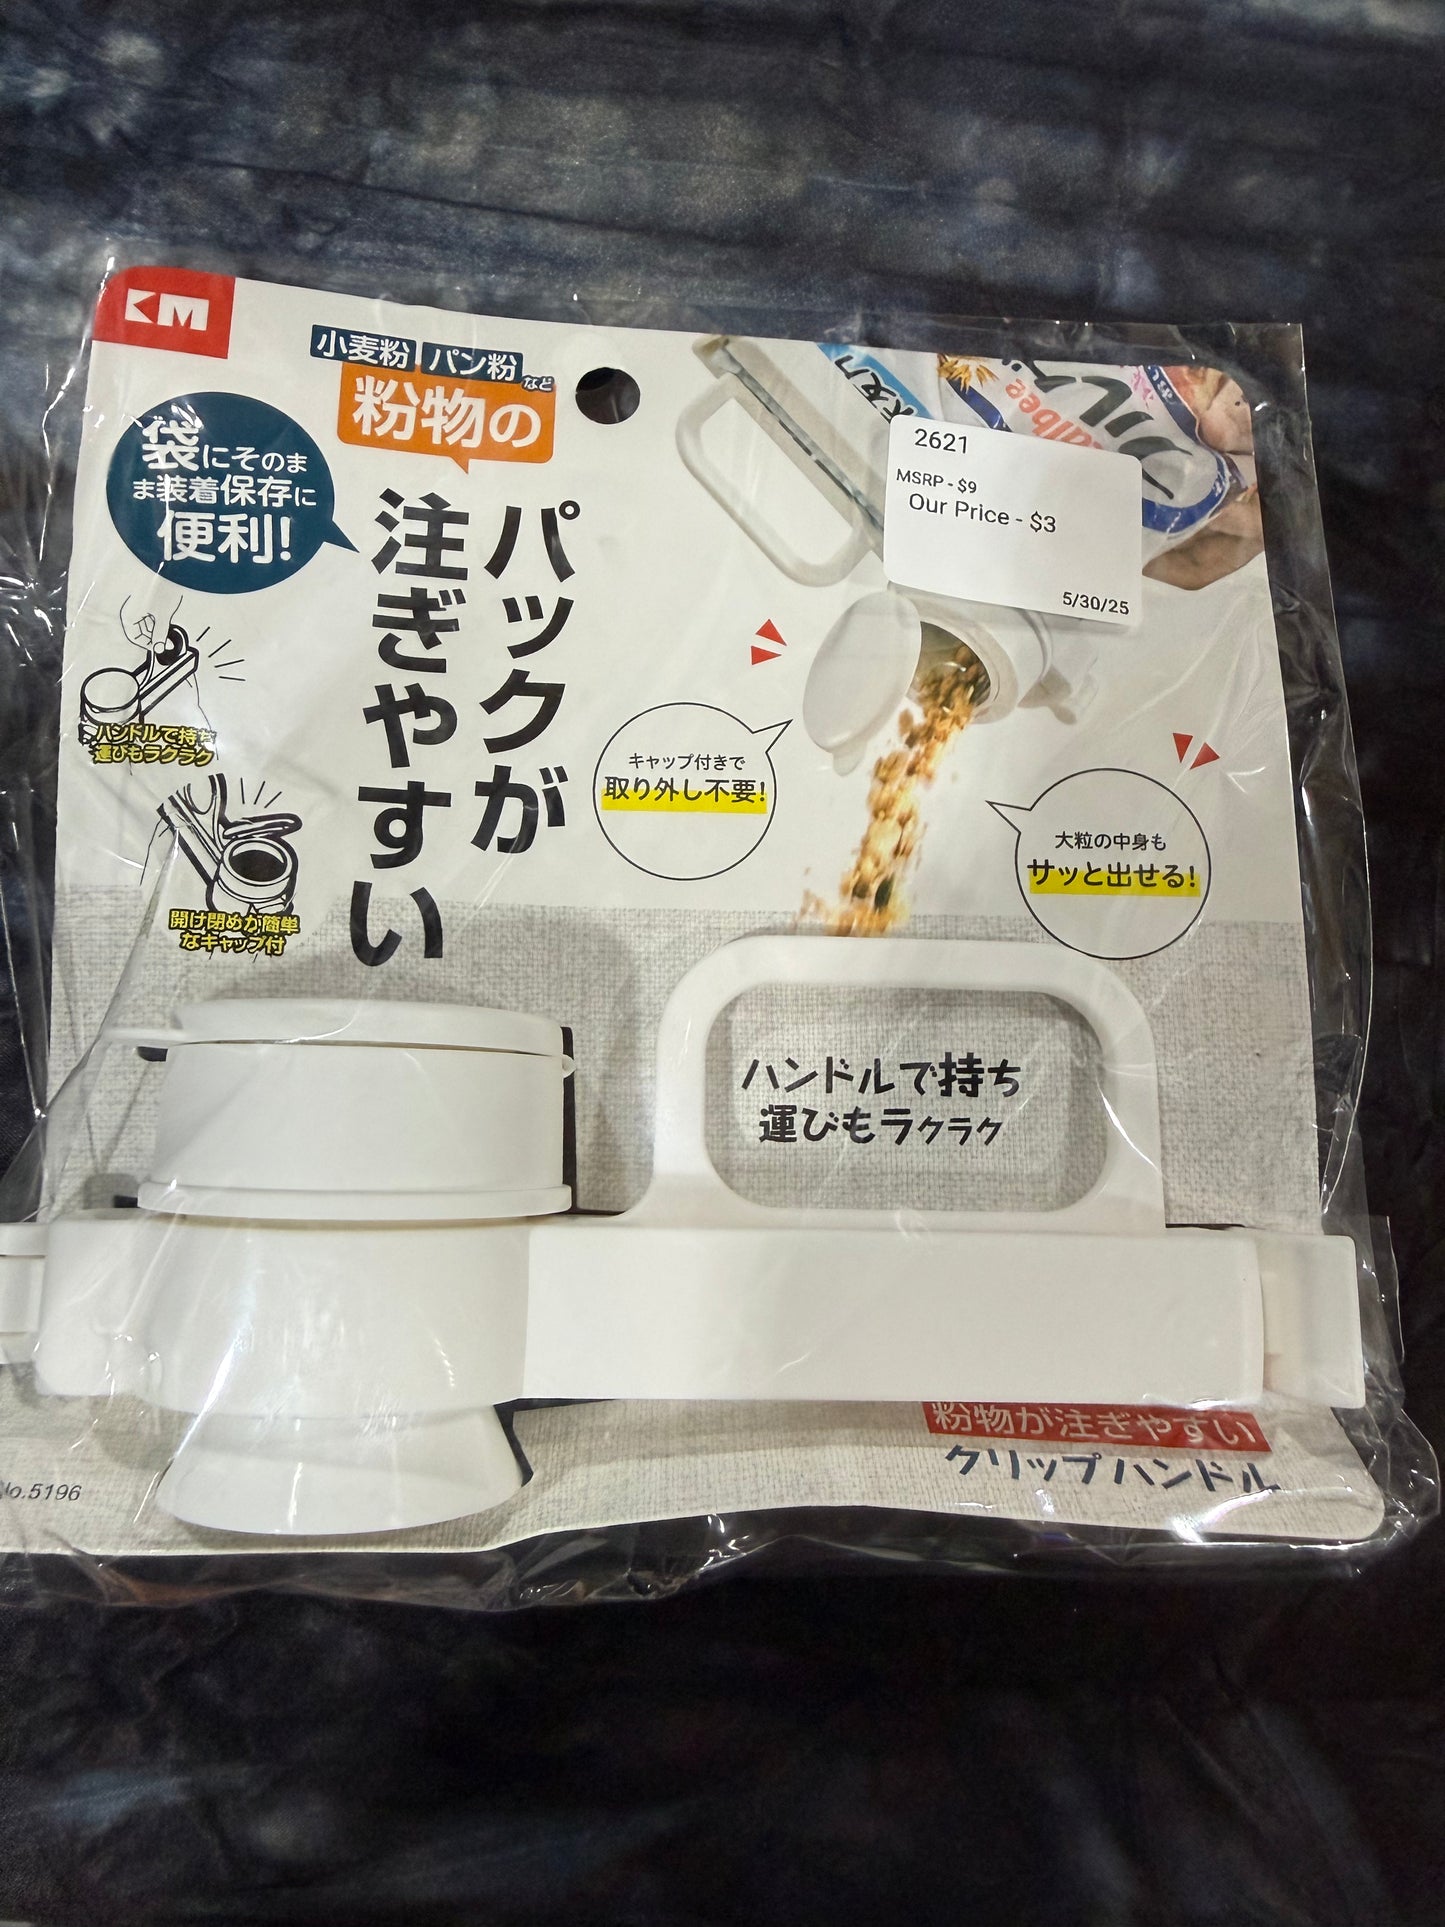 KM
小麦粉 パン粉 など
粉物の
パックが
注ぎやすい
袋にそのまま
ま装着保存に
便利!
ハンドルで持ち
運びもラクラク
開け閉めが簡単
なキャップ付
2621
MSRP - $9
Our Price - $3
5/30/25
albee
フルー
キャップ付きで
取り外し不要!
大粒の中身も
サッと出せる!
ハンドルで持ち
運びもラクラク
粉物が注ぎやすい
クリップハンドル
No.5196